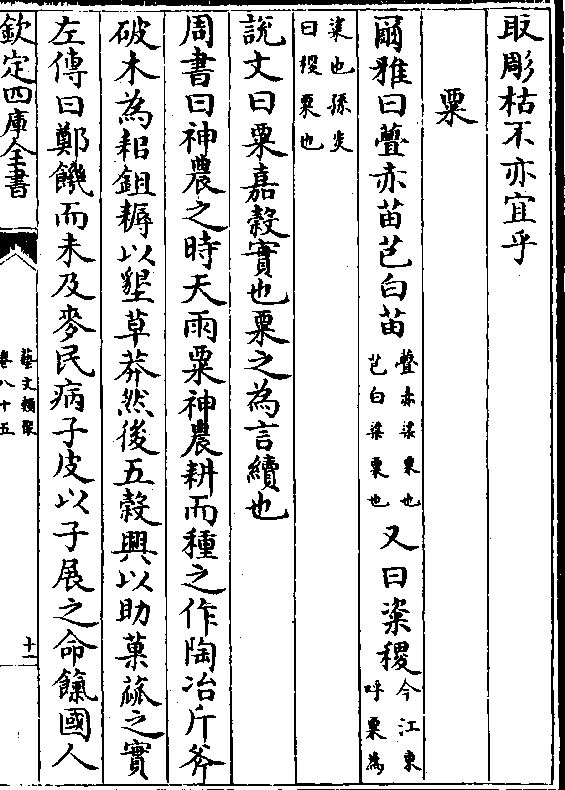 取彫枯不亦宜乎
粟
爾雅曰亹赤苗芑白苗亹赤粱粟也芑白粱粟也又曰粢稷今江東呼粟為
粢也孫炎曰稷粟也
說文曰粟嘉穀實也粟之為言續也
周書曰神農之時天雨粟神農耕而種之作陶冶斤斧
破木為耜鉏耨以墾草莽然後五穀興以助菓蓏之實
左傳曰鄭饑而未及麥民病子皮以子展之命餼國人
欽定四庫全書
藝文類聚
卷八十五
十一